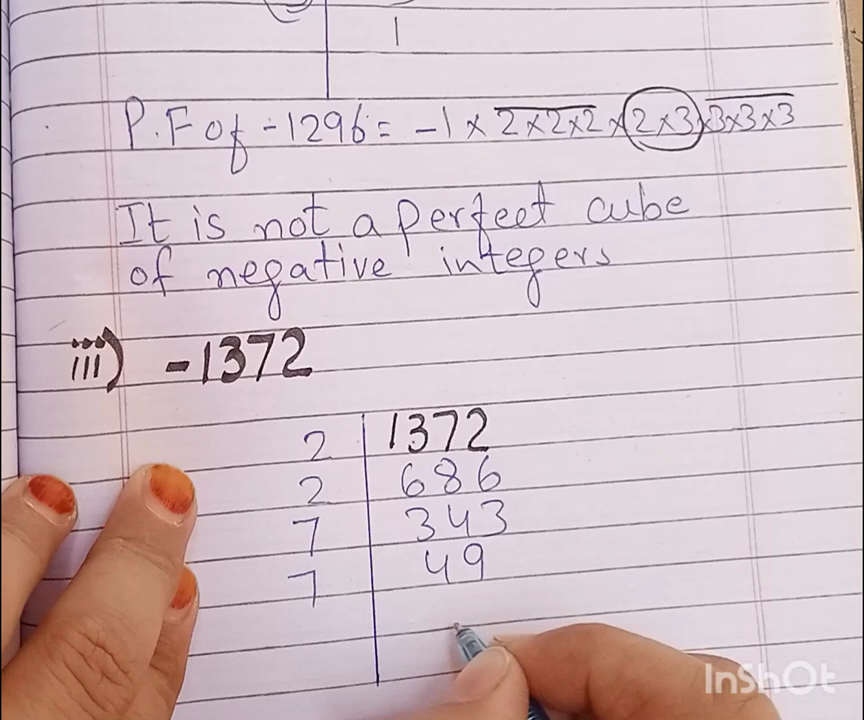 1
P.F of -1296 = -1 × 2×2×2 × 2×3 × 3×3×3
It is not a perfect cube
of negative integers
iii) -1372
2 | 1372
2 | 686
7 | 343
7 | 49
InShOt